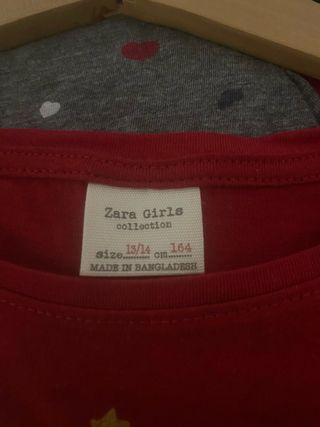 Zara Girls
collection
size..........13/14 cm..........164
MADE IN BANGLADESH